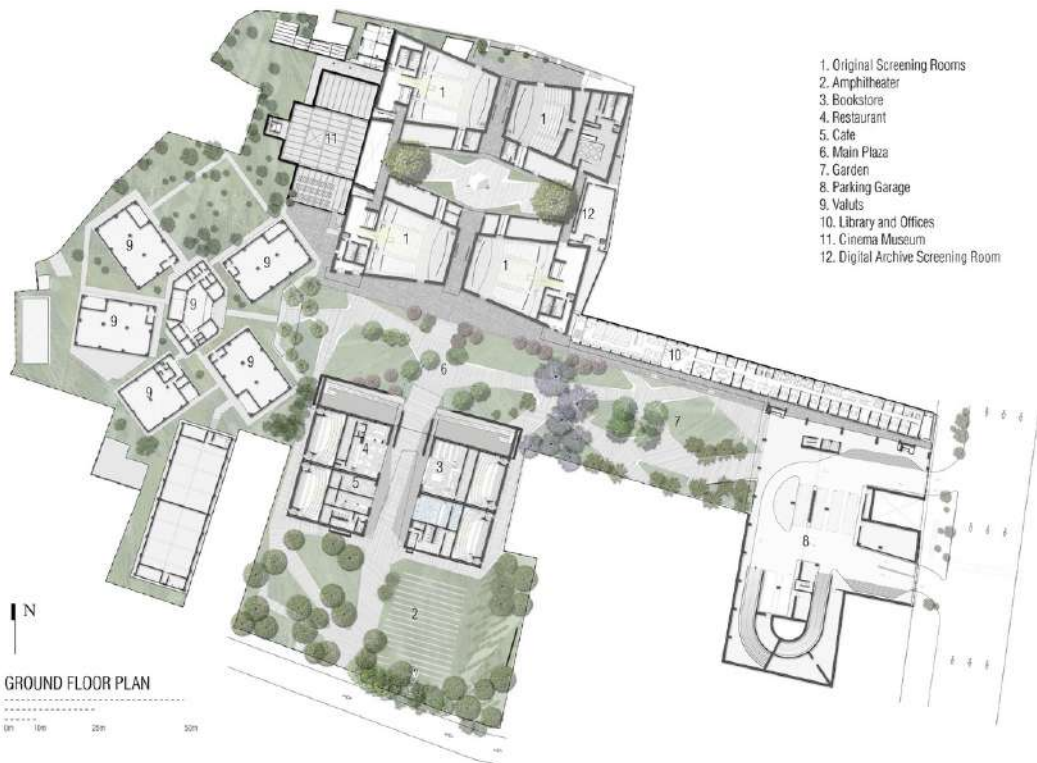 1. Original Screening Rooms
2. Amphitheater
3. Bookstore
4. Restaurant
5. Cafe
6. Main Plaza
7. Garden
8. Parking Garage
9. Valuts
10. Library and Offices
11. Cinema Museum
12. Digital Archive Screening Room
1
1
11
12
1
1
9
9
9
9
9
9
10
6
7
4
3
5
8
2
N
GROUND FLOOR PLAN
0m 10m 25m 50m